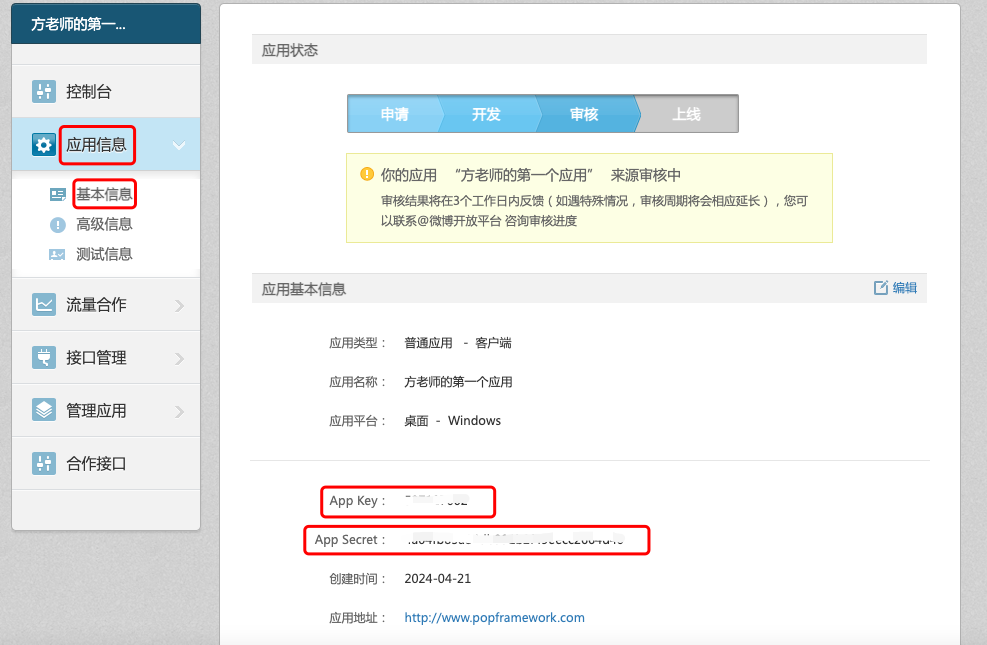 方老师的第一...
控制台
应用信息
基本信息
高级信息
测试信息
流量合作
接口管理
管理应用
合作接口
应用状态
申请 开发 审核 上线
你的应用 “方老师的第一个应用” 来源审核中
审核结果将在3个工作日内反馈（如遇特殊情况，审核周期将会相应延长），您可
以联系@微博开放平台 咨询审核进度
应用基本信息 编辑
应用类型： 普通应用 - 客户端
应用名称： 方老师的第一个应用
应用平台： 桌面 - Windows
App Key：
App Secret：
创建时间： 2024-04-21
应用地址： http://www.popframework.com